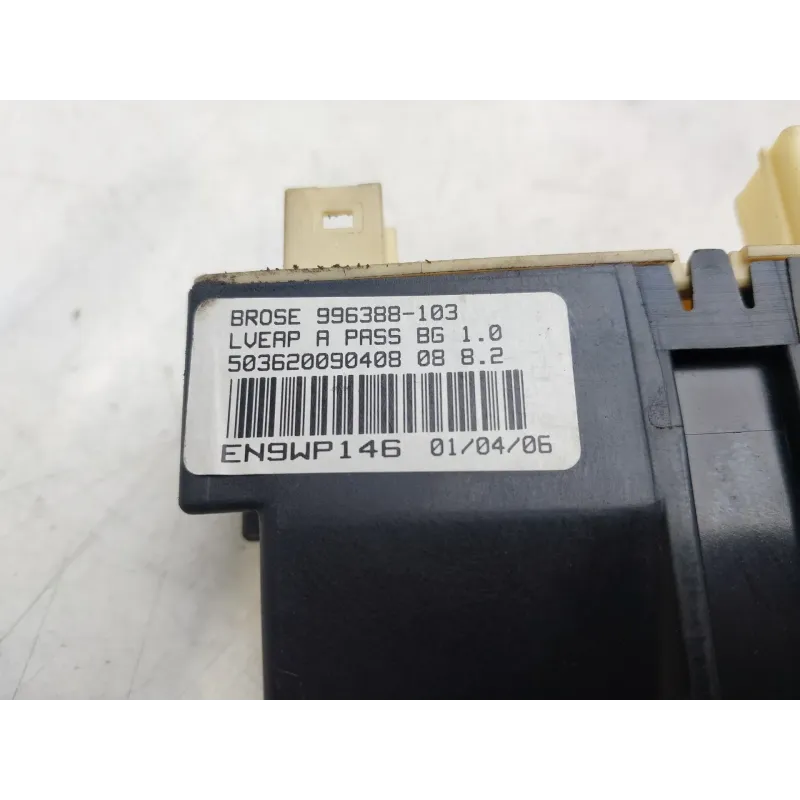 BROSE 996388-103
LVEAP A PASS BG 1.0
503620090408 08 8.2
EN9WP146 01/04/06